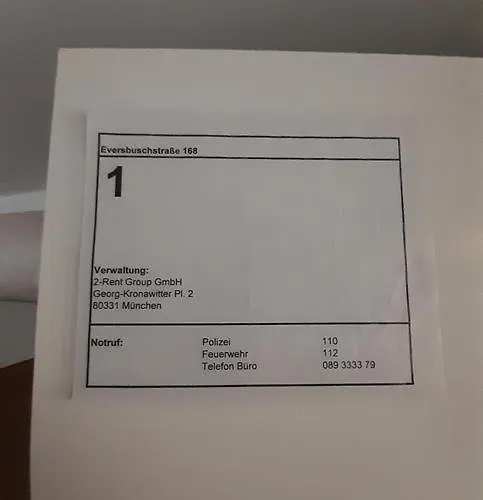 Eversbuschstraße 168
1
Verwaltung:
2-Rent Group GmbH
Georg-Kronawitter Pl. 2
80331 München
Notruf: Polizei 110
Feuerwehr 112
Telefon Büro 089 3333 79